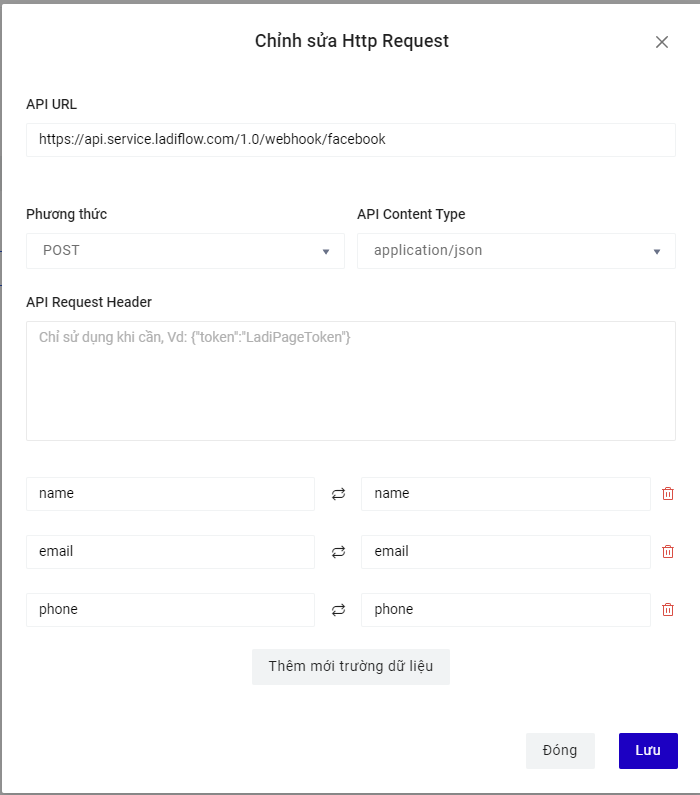 Chỉnh sửa Http Request
API URL
https://api.service.ladiflow.com/1.0/webhook/facebook
Phương thức
API Content Type
POST
application/json
API Request Header
Chỉ sử dụng khi cần, Vd: {"token":"LadiPageToken"}
name
name
email
email
phone
phone
Thêm mới trường dữ liệu
Đóng
Lưu